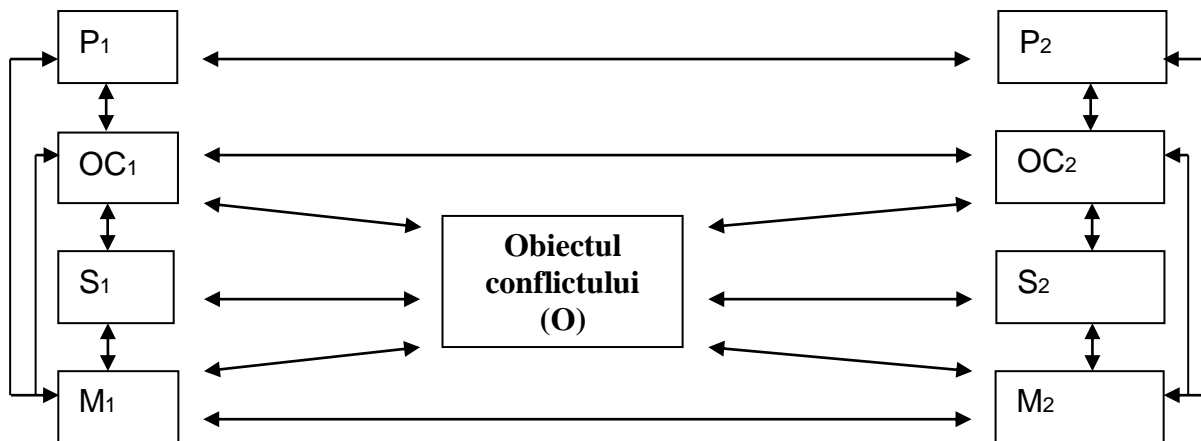 P1
P2
OC1
OC2
Obiectul
conflictului
(O)
S1
S2
M1
M2